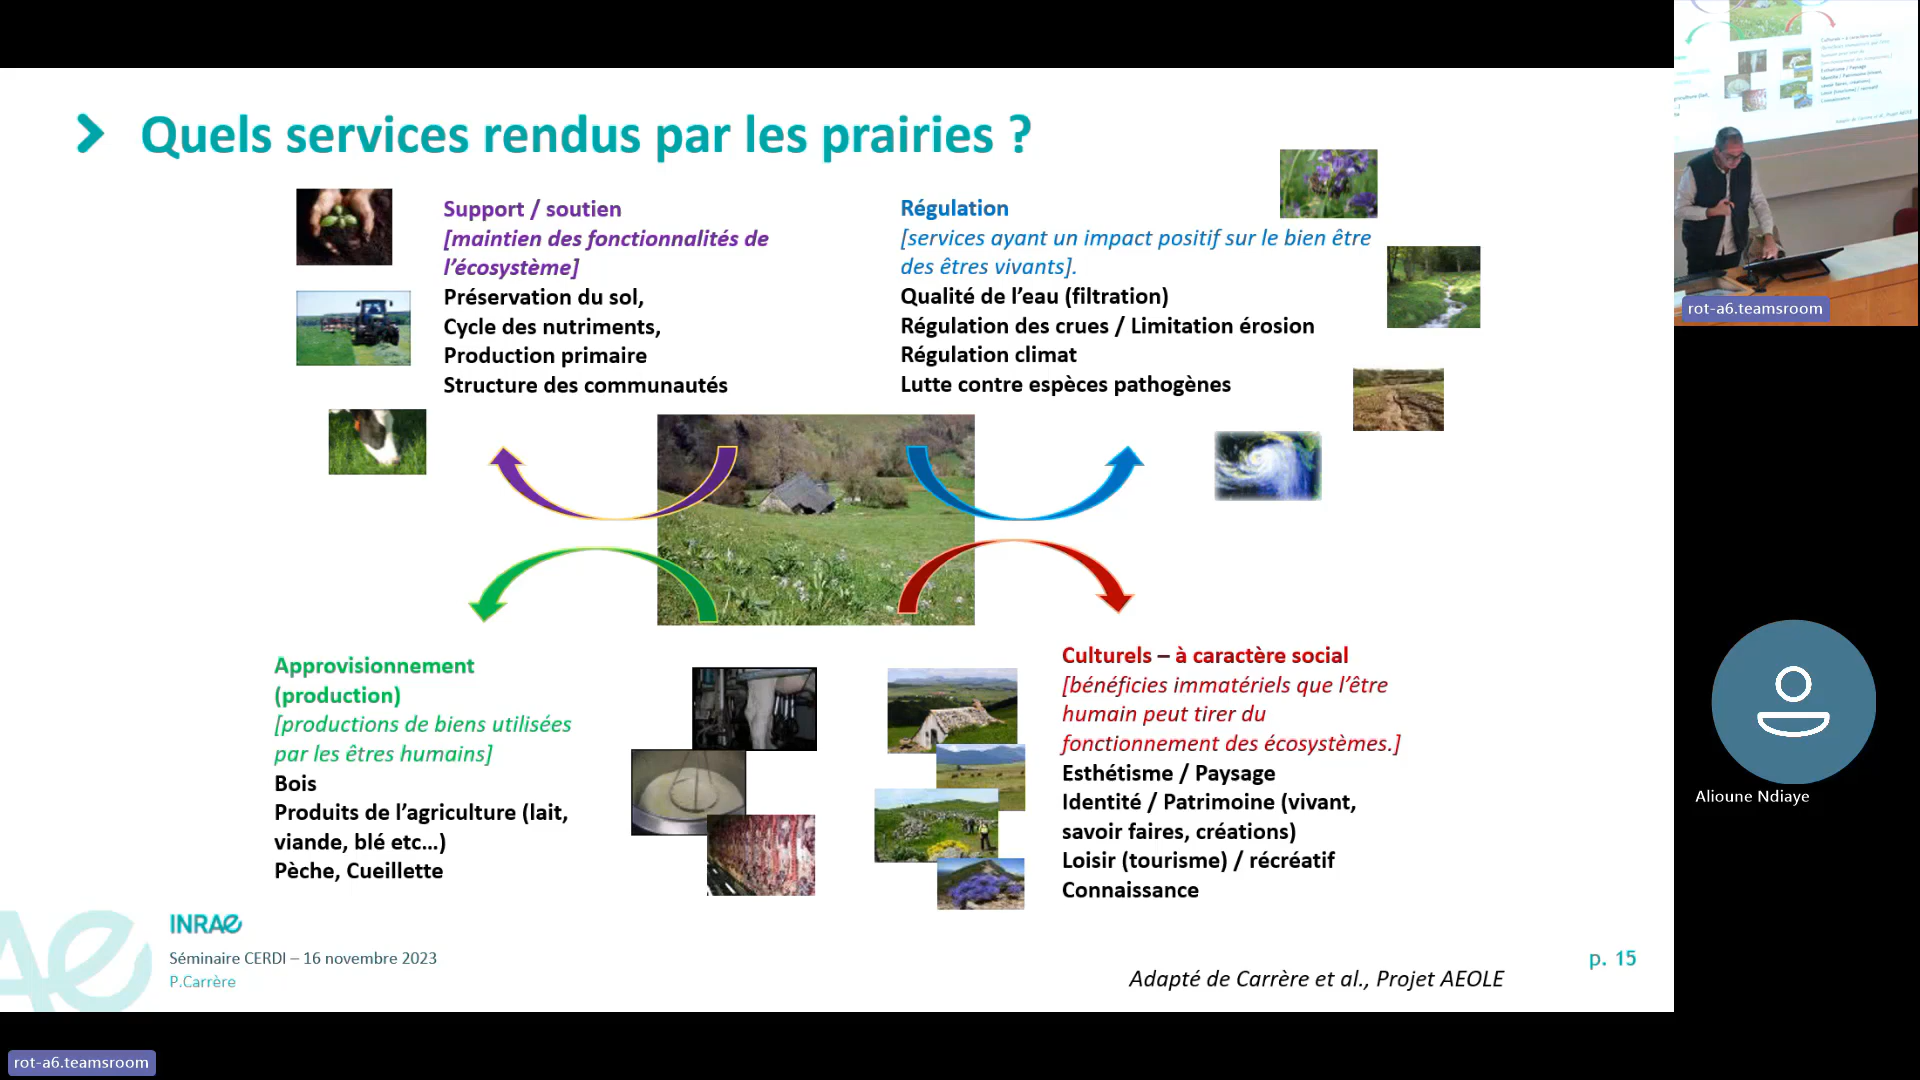 Quels services rendus par les prairies ?
Support / soutien
[maintien des fonctionnalités de
l'écosystème]
Préservation du sol,
Cycle des nutriments,
Production primaire
Structure des communautés
Régulation
[services ayant un impact positif sur le bien être
des êtres vivants].
Qualité de l'eau (filtration)
Régulation des crues / Limitation érosion
Régulation climat
Lutte contre espèces pathogènes
Approvisionnement
(production)
[productions de biens utilisées
par les êtres humains]
Bois
Produits de l'agriculture (lait,
viande, blé etc...)
Pèche, Cueillette
Culturels – à caractère social
[bénéficies immatériels que l'être
humain peut tirer du
fonctionnement des écosystèmes.]
Esthétisme / Paysage
Identité / Patrimoine (vivant,
savoir faires, créations)
Loisir (tourisme) / récréatif
Connaissance
INRAE
Séminaire CERDI – 16 novembre 2023
P.Carrère
Adapté de Carrère et al., Projet AEOLE
p. 15
rot-a6.teamsroom
Alioune Ndiaye
rot-a6.teamsroom